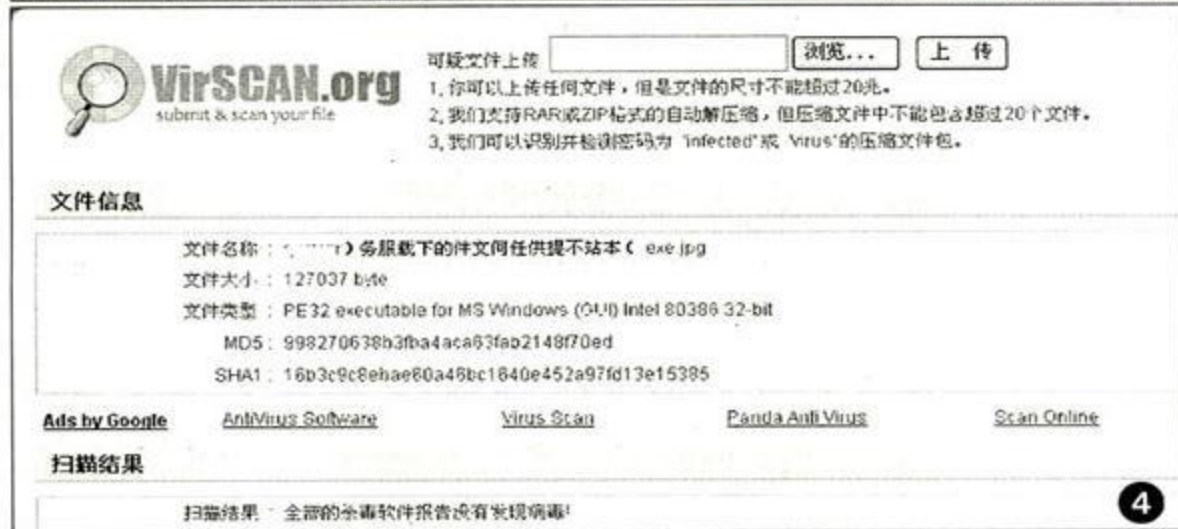 VirSCAN.org
submit & scan your file
可疑文件上传
浏览...
上 传
1, 你可以上传任何文件,但是文件的尺寸不能超过20兆。
2, 我们支持RAR或ZIP格式的自动解压缩,但压缩文件中不能包含超过20个文件。
3, 我们可以识别并检测密码为 'infected' 或 'virus' 的压缩文件包。
文件信息
文件名称 : )务服载下的件文何任供提不站本( exe.jpg
文件大小 : 127037 byte
文件类型 : PE32 executable for MS Windows (GUI) Intel 80386 32-bit
MD5 : 998270638b3fba4aca63fab2148f70ed
SHA1 : 16b3c9c8ebae60a46bc1640e452a97fd13e15385
Ads by Google AntiVirus Software Virus Scan Panda Anti Virus Scan Online
扫描结果
扫描结果 : 全部的杀毒软件报告没有发现病毒!
4